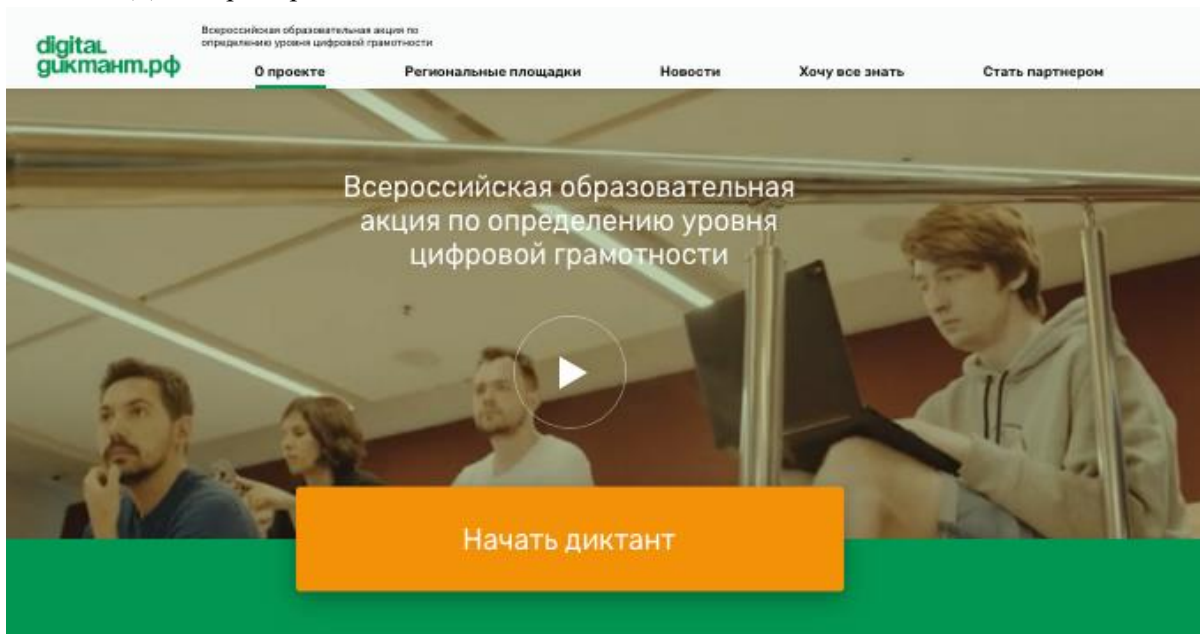 Всероссийская образовательная акция по
определению уровня цифровой грамотности
digital
диктант.рф
О проекте Региональные площадки Новости Хочу все знать Стать партнером
Всероссийская образовательная
акция по определению уровня
цифровой грамотности
Начать диктант